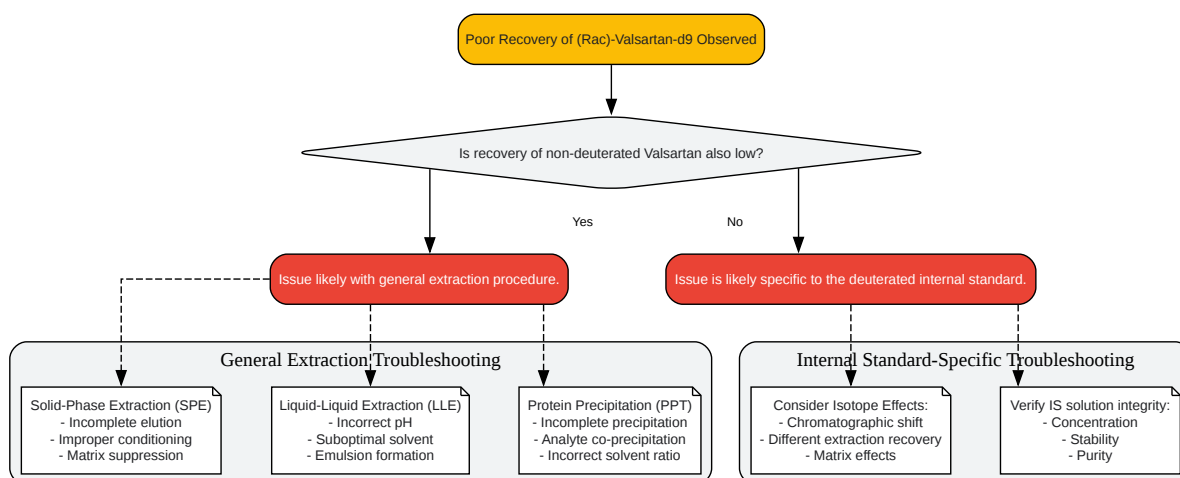 Poor Recovery of (Rac)-Valsartan-d9 Observed
Is recovery of non-deuterated Valsartan also low?
Yes
No
Issue likely with general extraction procedure.
Issue is likely specific to the deuterated internal standard.
General Extraction Troubleshooting
Solid-Phase Extraction (SPE)
- Incomplete elution
- Improper conditioning
- Matrix suppression
Liquid-Liquid Extraction (LLE)
- Incorrect pH
- Suboptimal solvent
- Emulsion formation
Protein Precipitation (PPT)
- Incomplete precipitation
- Analyte co-precipitation
- Incorrect solvent ratio
Internal Standard-Specific Troubleshooting
Consider Isotope Effects:
- Chromatographic shift
- Different extraction recovery
- Matrix effects
Verify IS solution integrity:
- Concentration
- Stability
- Purity